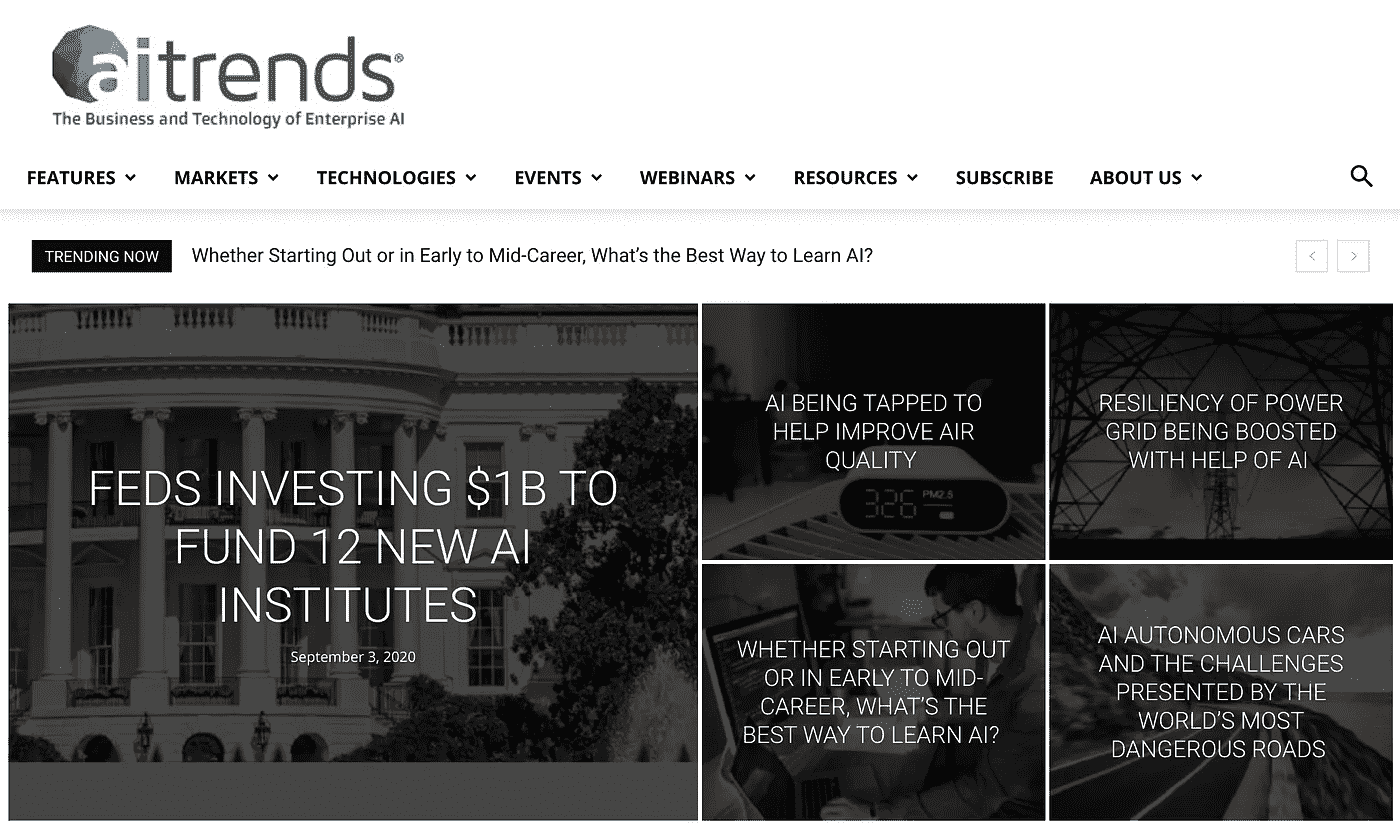 aitrends®
The Business and Technology of Enterprise AI
FEATURES MARKETS TECHNOLOGIES EVENTS WEBINARS RESOURCES SUBSCRIBE ABOUT US
TRENDING NOW Whether Starting Out or in Early to Mid-Career, What’s the Best Way to Learn AI?
FEDS INVESTING $1B TO
FUND 12 NEW AI
INSTITUTES
September 3, 2020
AI BEING TAPPED TO
HELP IMPROVE AIR
QUALITY
326 PM2.5
RESILIENCY OF POWER
GRID BEING BOOSTED
WITH HELP OF AI
WHETHER STARTING OUT
OR IN EARLY TO MID-
CAREER, WHAT’S THE
BEST WAY TO LEARN AI?
AI AUTONOMOUS CARS
AND THE CHALLENGES
PRESENTED BY THE
WORLD’S MOST
DANGEROUS ROADS